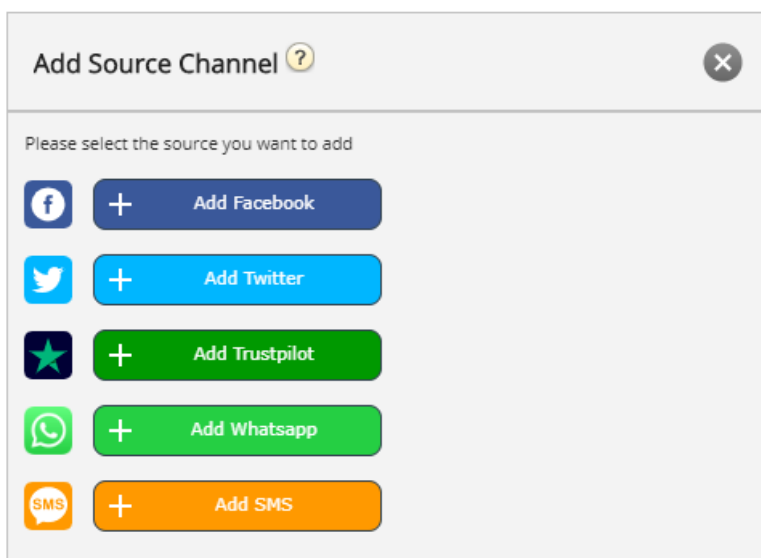 Add Source Channel ?
Please select the source you want to add
f + Add Facebook
+ Add Twitter
+ Add Trustpilot
+ Add Whatsapp
SMS + Add SMS